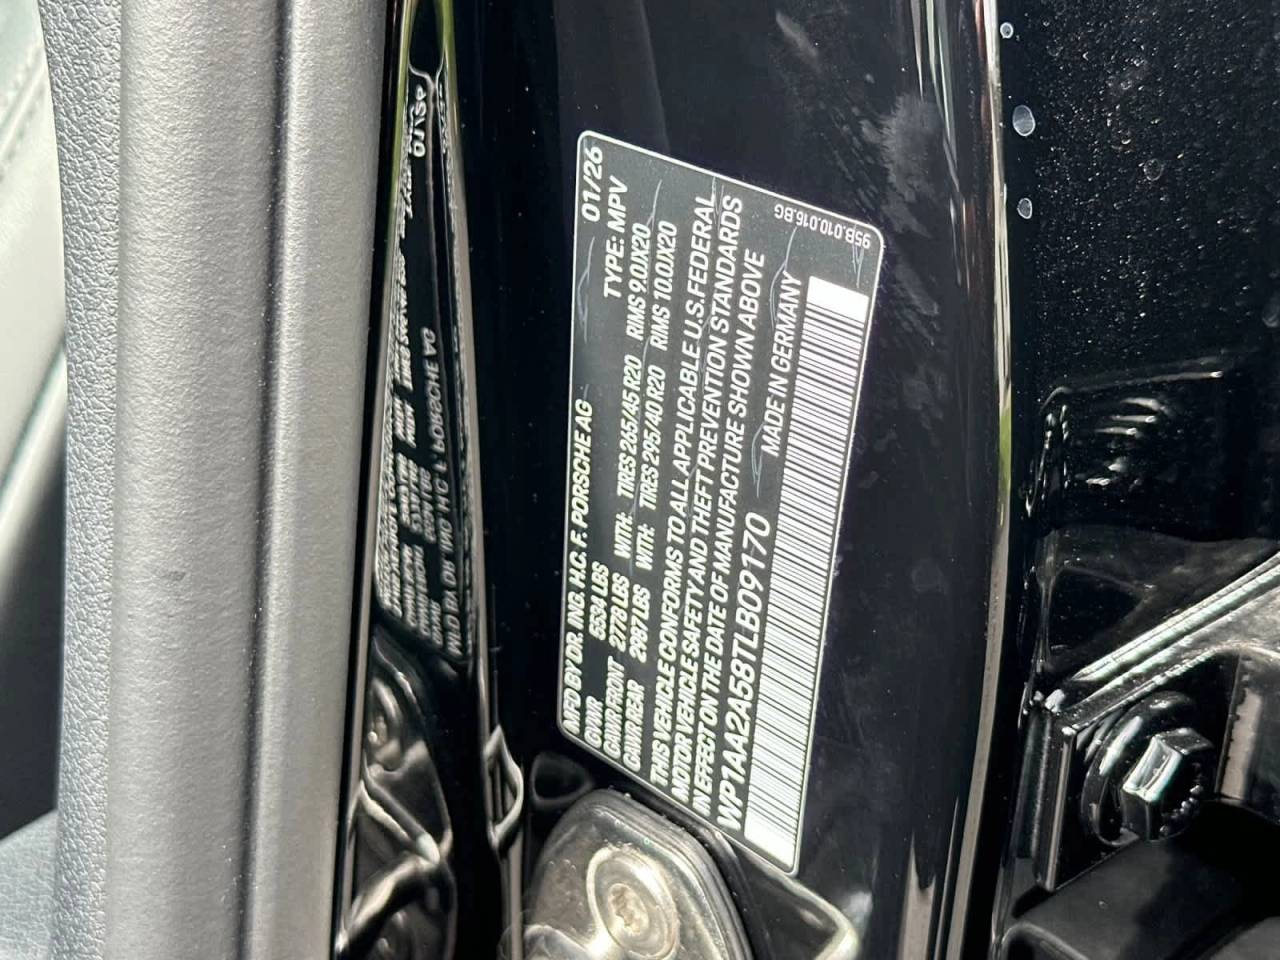 MFD BY DR. ING. H.C. F. PORSCHE AG 01/26
GVWR 5534 LBS TYPE: MPV
GAWR FRONT 2778 LBS WITH: TIRES 265/45 R20 RIMS 9.0JX20
GAWR REAR 2987 LBS WITH: TIRES 295/40 R20 RIMS 10.0JX20
THIS VEHICLE CONFORMS TO ALL APPLICABLE U.S. FEDERAL
MOTOR VEHICLE SAFETY AND THEFT PREVENTION STANDARDS
IN EFFECT ON THE DATE OF MANUFACTURE SHOWN ABOVE
WP1AA2A58TLB09170 MADE IN GERMANY
95B.010.016.BG